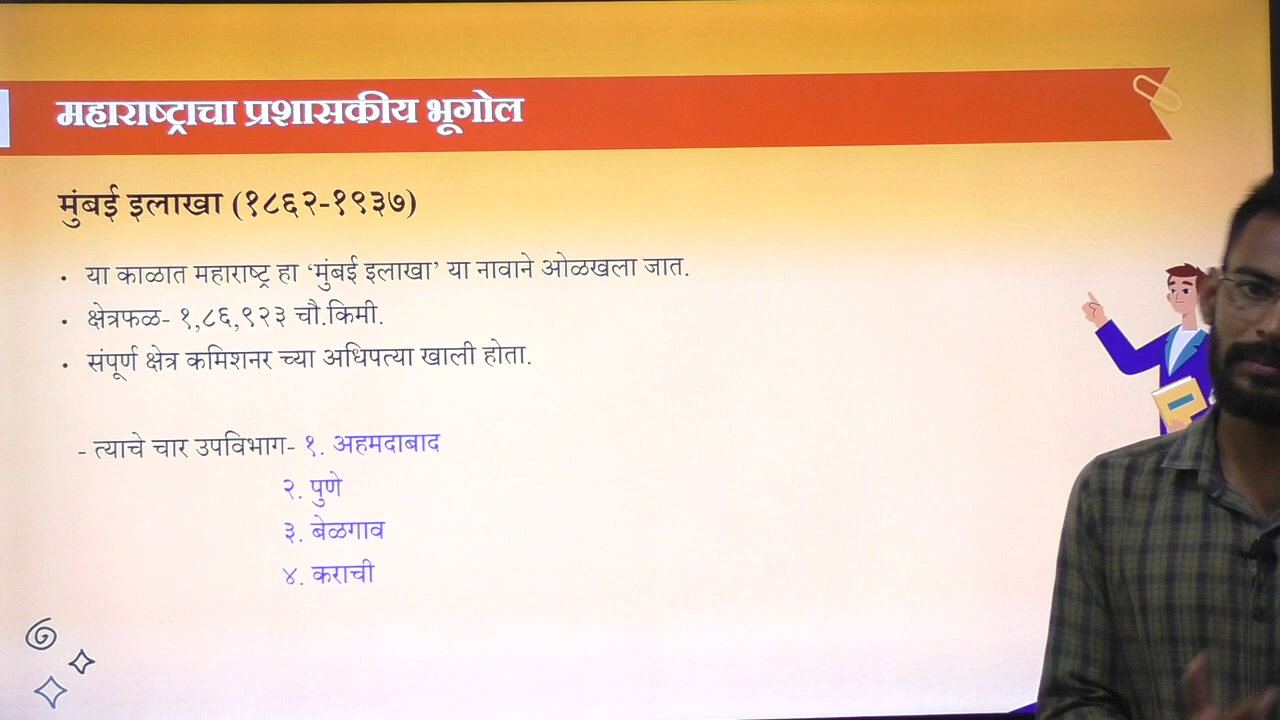 महाराष्ट्राचा प्रशासकीय भूगोल
मुंबई इलाखा (१८६२-१९३७)
• या काळात महाराष्ट्र हा ‘मुंबई इलाखा’ या नावाने ओळखला जात.
• क्षेत्रफळ- १,८६,९२३ चौ.किमी.
• संपूर्ण क्षेत्र कमिशनर च्या अधिपत्या खाली होता.
- त्याचे चार उपविभाग- १. अहमदाबाद
२. पुणे
३. बेळगाव
४. कराची